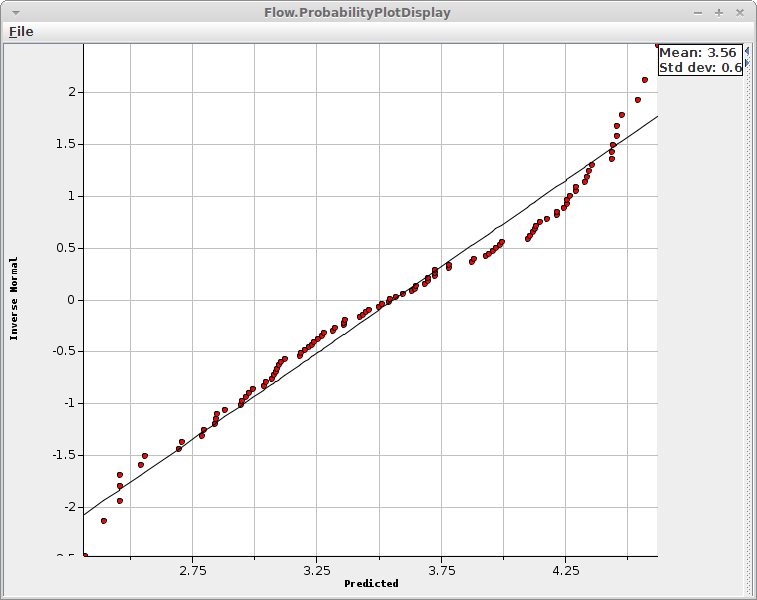 Flow.ProbabilityPlotDisplay
File
Mean: 3.56
Std dev: 0.6
2
1.5
1
0.5
0
-0.5
-1
-1.5
-2
2.75 3.25 3.75 4.25
Inverse Normal
Predicted